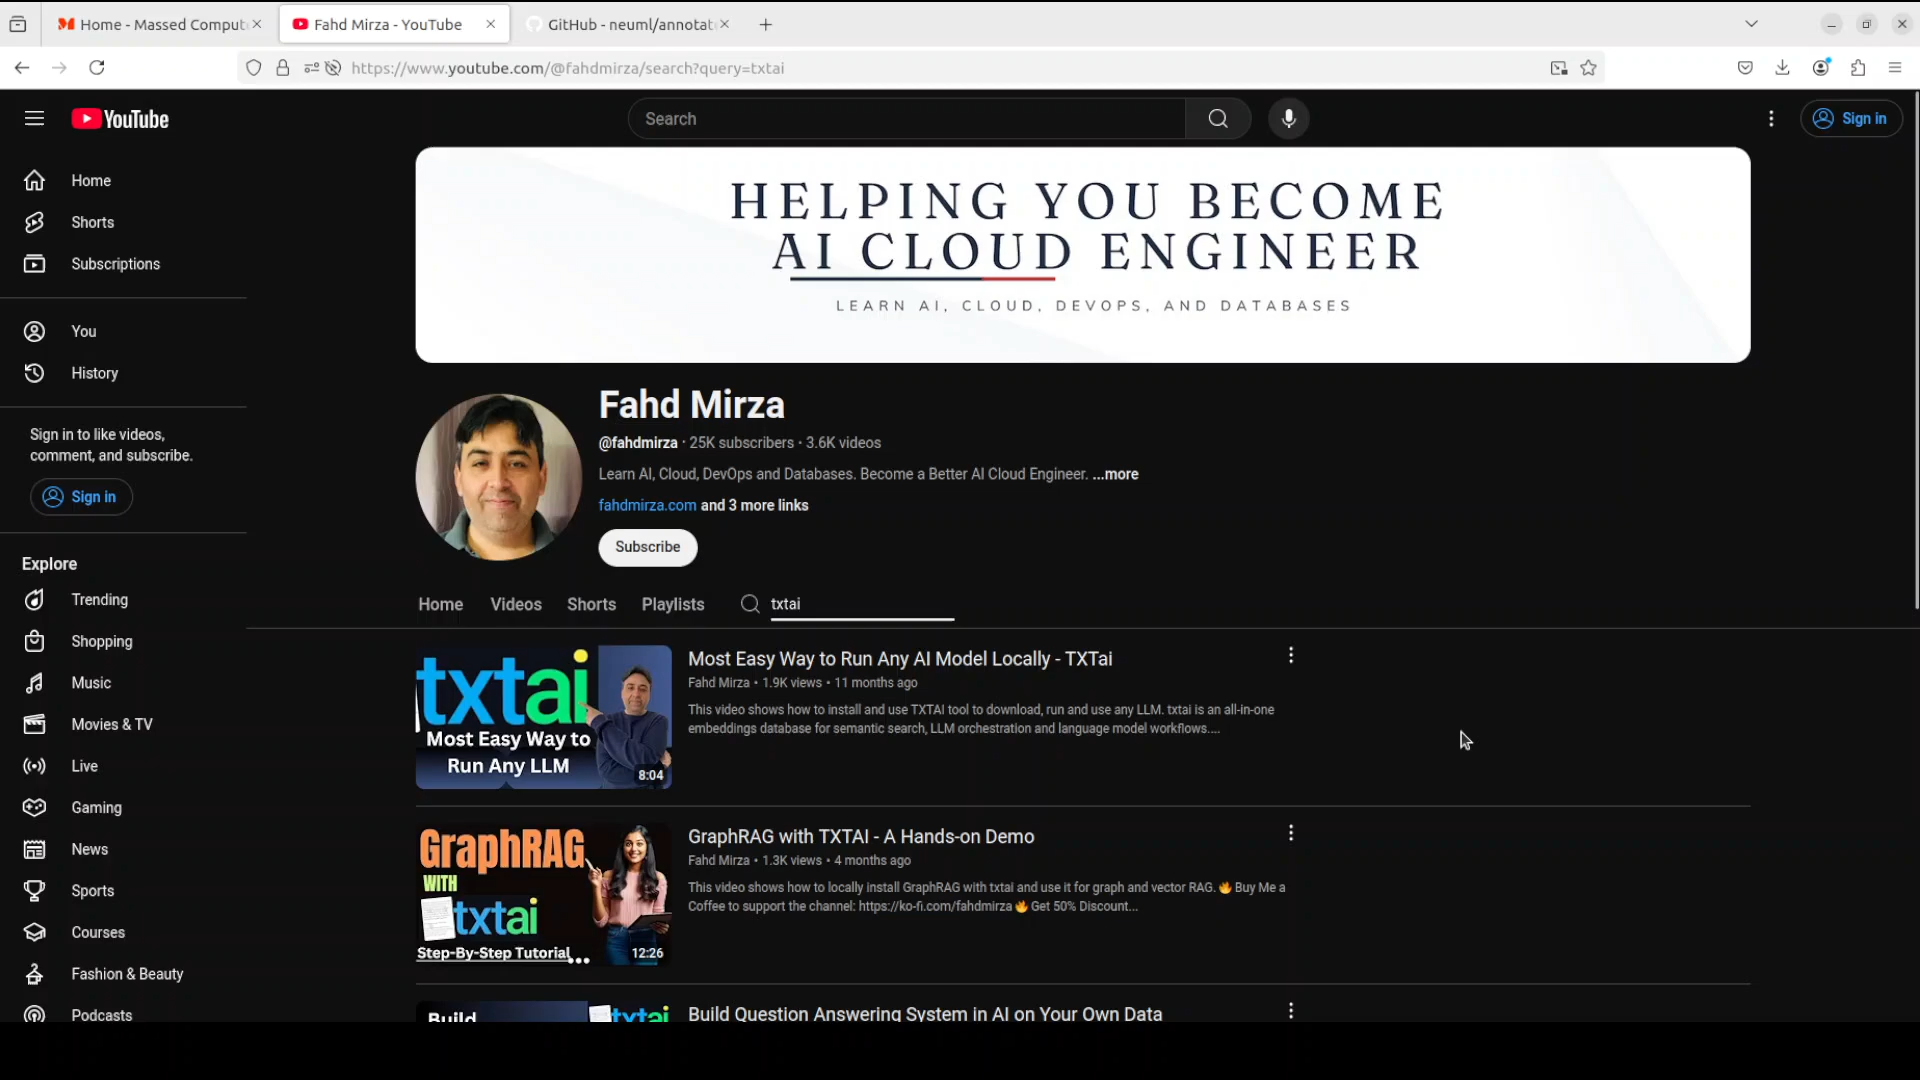 Home - Massed Comput
Fahd Mirza - YouTube
GitHub - neuml/annotat
https://www.youtube.com/@fahdmirza/search?query=txtai
YouTube
Search
Sign in
Home
Shorts
Subscriptions
You
History
Sign in to like videos,
comment, and subscribe.
Sign in
Explore
Trending
Shopping
Music
Movies & TV
Live
Gaming
News
Sports
Courses
Fashion & Beauty
Podcasts
HELPING YOU BECOME
AI CLOUD ENGINEER
LEARN AI, CLOUD, DEVOPS, AND DATABASES
Fahd Mirza
@fahdmirza · 25K subscribers · 3.6K videos
Learn AI, Cloud, DevOps and Databases. Become a Better AI Cloud Engineer. ...more
fahdmirza.com and 3 more links
Subscribe
Home Videos Shorts Playlists txtai
txtai
Most Easy Way to
Run Any LLM
8:04
Most Easy Way to Run Any AI Model Locally - TXTai
Fahd Mirza • 1.9K views • 11 months ago
This video shows how to install and use TXTAI tool to download, run and use any LLM. txtai is an all-in-one
embeddings database for semantic search, LLM orchestration and language model workflows....
GraphRAG
WITH
txtai
Step-By-Step Tutorial...
12:26
GraphRAG with TXTAI - A Hands-on Demo
Fahd Mirza • 1.3K views • 4 months ago
This video shows how to locally install GraphRAG with txtai and use it for graph and vector RAG. 🔥 Buy Me a
Coffee to support the channel: https://ko-fi.com/fahdmirza 🔥 Get 50% Discount...
Build
txtai
Build Question Answering System in AI on Your Own Data